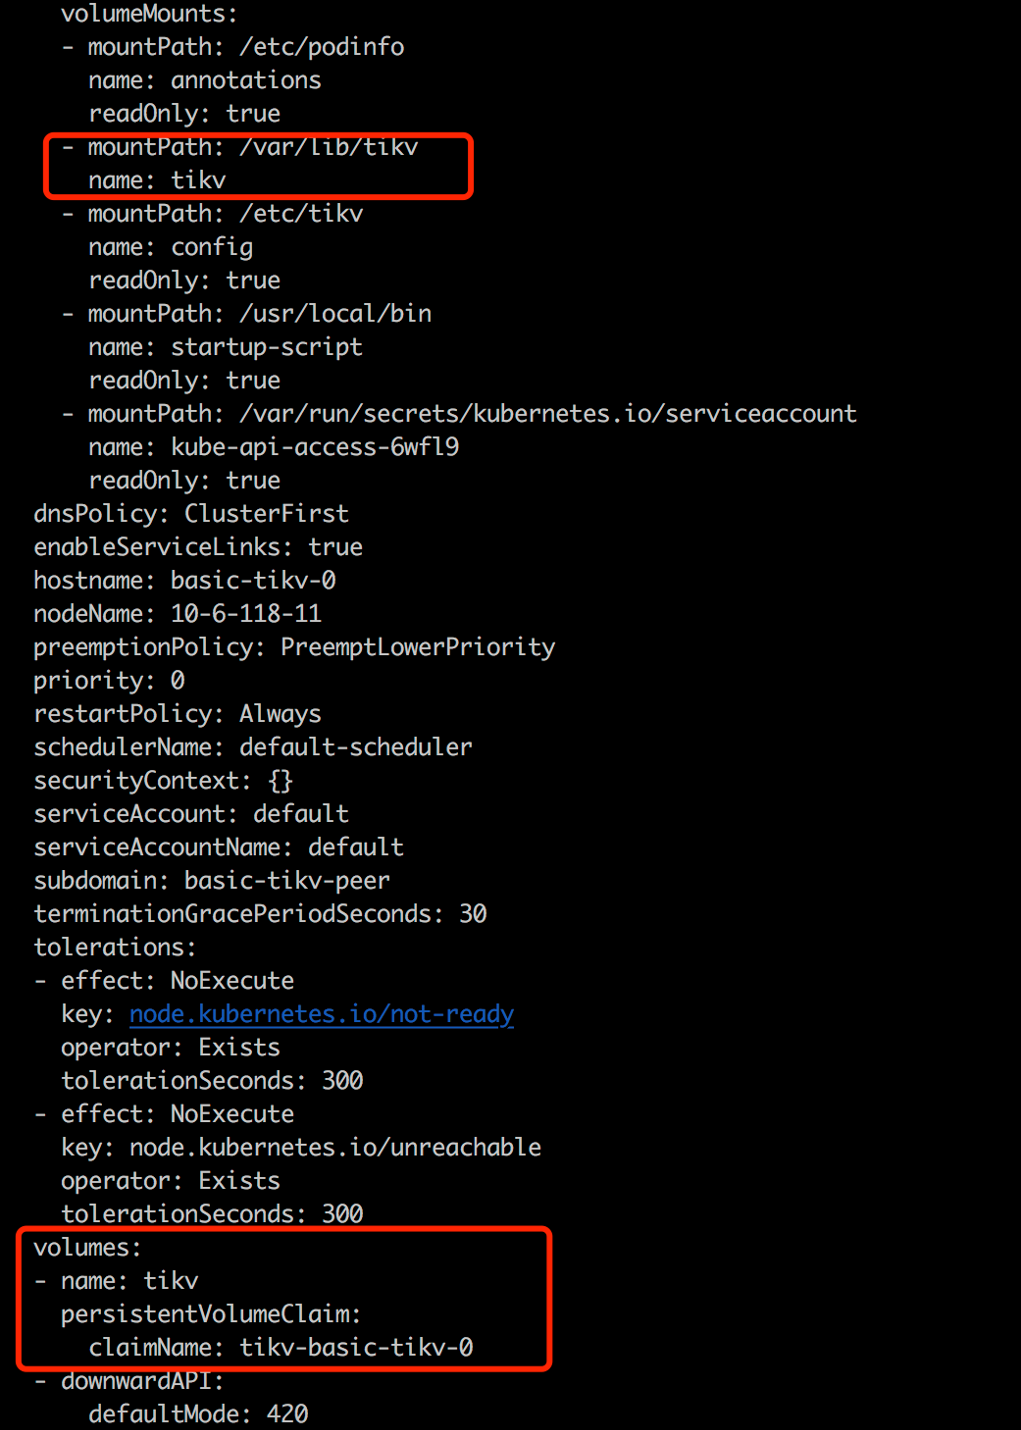 volumeMounts:
- mountPath: /etc/podinfo
name: annotations
readOnly: true
- mountPath: /var/lib/tikv
name: tikv
- mountPath: /etc/tikv
name: config
readOnly: true
- mountPath: /usr/local/bin
name: startup-script
readOnly: true
- mountPath: /var/run/secrets/kubernetes.io/serviceaccount
name: kube-api-access-6wfl9
readOnly: true
dnsPolicy: ClusterFirst
enableServiceLinks: true
hostname: basic-tikv-0
nodeName: 10-6-118-11
preemptionPolicy: PreemptLowerPriority
priority: 0
restartPolicy: Always
schedulerName: default-scheduler
securityContext: {}
serviceAccount: default
serviceAccountName: default
subdomain: basic-tikv-peer
terminationGracePeriodSeconds: 30
tolerations:
- effect: NoExecute
key: node.kubernetes.io/not-ready
operator: Exists
tolerationSeconds: 300
- effect: NoExecute
key: node.kubernetes.io/unreachable
operator: Exists
tolerationSeconds: 300
volumes:
- name: tikv
persistentVolumeClaim:
claimName: tikv-basic-tikv-0
- downwardAPI:
defaultMode: 420